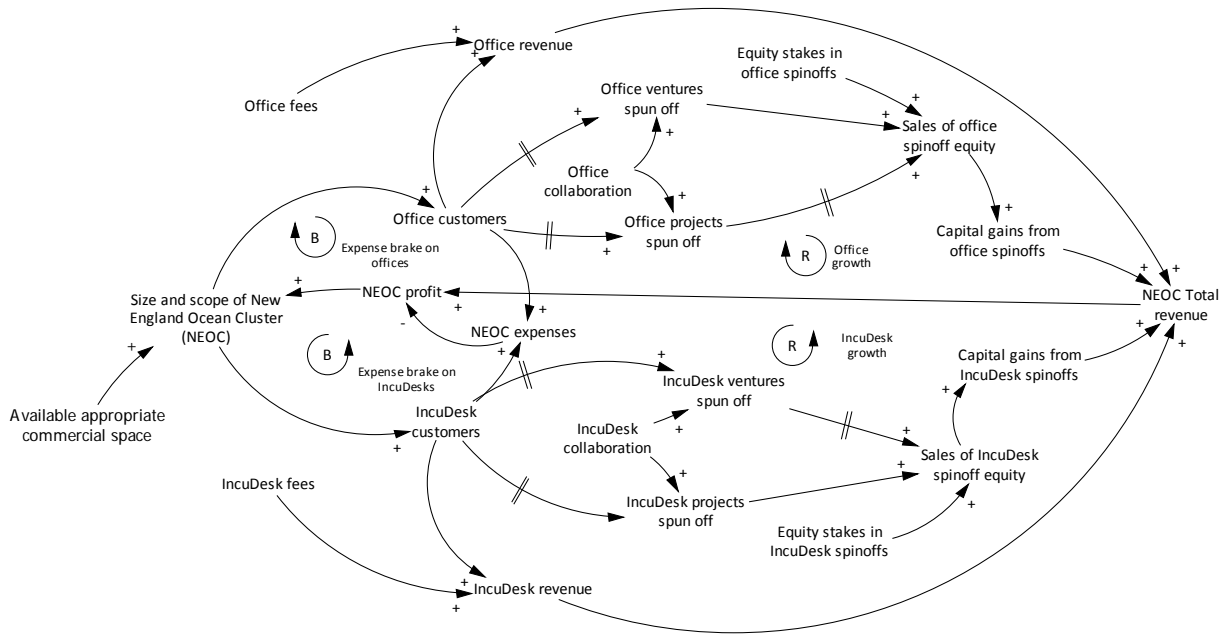 Office revenue
Equity stakes in
office spinoffs
Office fees
Office ventures
spun off
Sales of office
spinoff equity
Office
collaboration
Office customers
Office projects
spun off
Capital gains from
office spinoffs
B
Expense brake on
offices
R
Office
growth
Size and scope of New
England Ocean Cluster
(NEOC)
NEOC profit
NEOC Total
revenue
NEOC expenses
B
Expense brake on
IncuDesks
R
IncuDesk
growth
Capital gains from
IncuDesk spinoffs
IncuDesk ventures
spun off
Available appropriate
commercial space
IncuDesk
customers
IncuDesk
collaboration
Sales of IncuDesk
spinoff equity
IncuDesk fees
IncuDesk projects
spun off
Equity stakes in
IncuDesk spinoffs
IncuDesk revenue